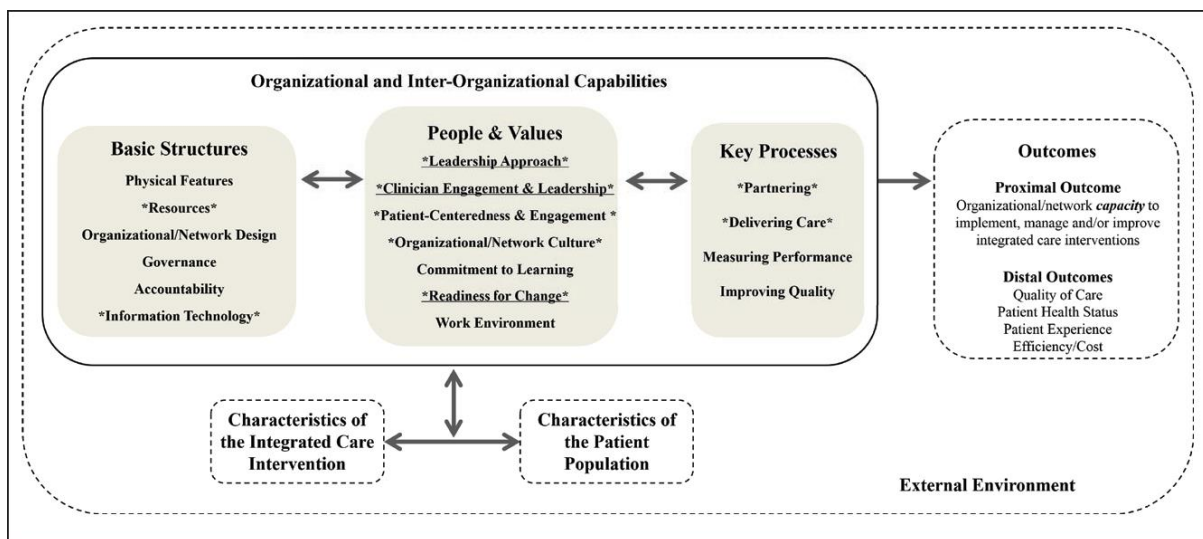 Organizational and Inter-Organizational Capabilities
Basic Structures
Physical Features
*Resources*
Organizational/Network Design
Governance
Accountability
*Information Technology*
People & Values
*Leadership Approach*
*Clinician Engagement & Leadership*
*Patient-Centeredness & Engagement *
*Organizational/Network Culture*
Commitment to Learning
*Readiness for Change*
Work Environment
Key Processes
*Partnering*
*Delivering Care*
Measuring Performance
Improving Quality
Outcomes
Proximal Outcome
Organizational/network capacity to
implement, manage and/or improve
integrated care interventions
Distal Outcomes
Quality of Care
Patient Health Status
Patient Experience
Efficiency/Cost
Characteristics of
the Integrated Care
Intervention
Characteristics of
the Patient
Population
External Environment